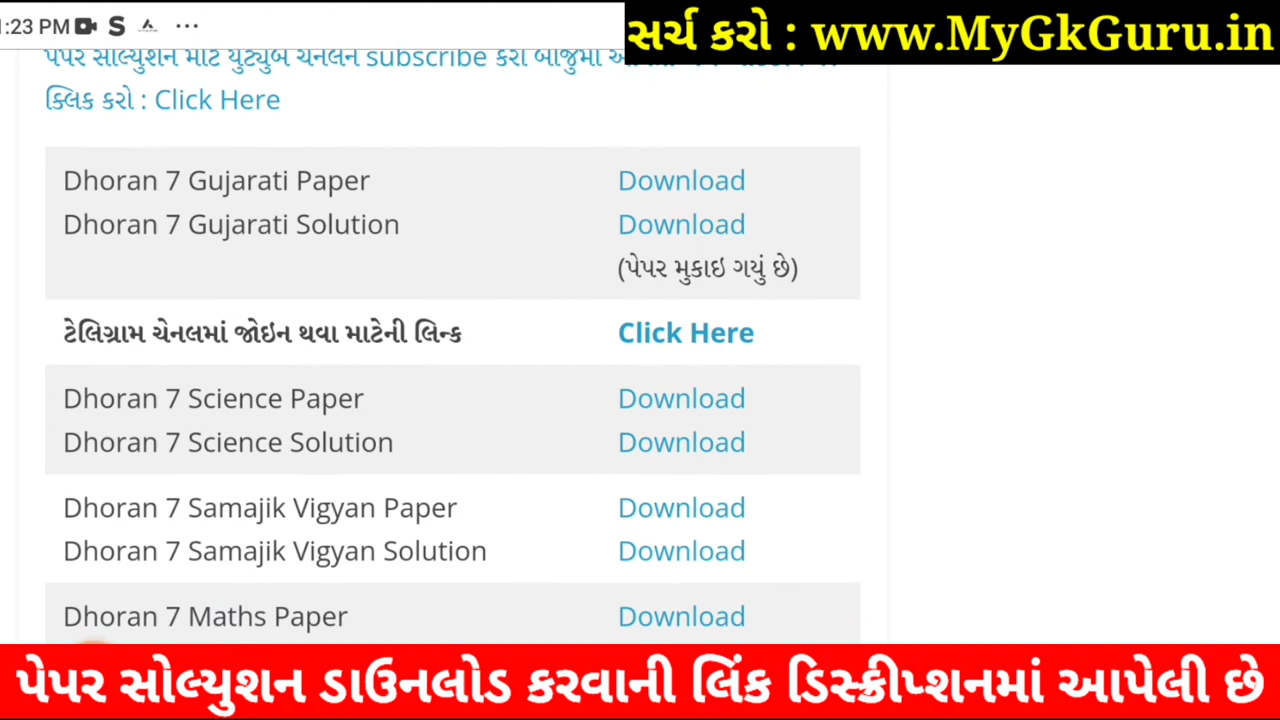 1:23 PM S ...
સર્ચ કરો : www.MyGkGuru.in
પેપર સોલ્યુશન માટે યુટ્યુબ ચેનલને subscribe કરો બાજુમાં
ક્લિક કરો : Click Here
Dhoran 7 Gujarati Paper Download
Dhoran 7 Gujarati Solution Download
(પેપર મુકાઇ ગયું છે)
ટેલિગ્રામ ચેનલમાં જોઇન થવા માટેની લિન્ક Click Here
Dhoran 7 Science Paper Download
Dhoran 7 Science Solution Download
Dhoran 7 Samajik Vigyan Paper Download
Dhoran 7 Samajik Vigyan Solution Download
Dhoran 7 Maths Paper Download
પેપર સોલ્યુશન ડાઉનલોડ કરવાની લિંક ડિસ્ક્રીપ્શનમાં આપેલી છે